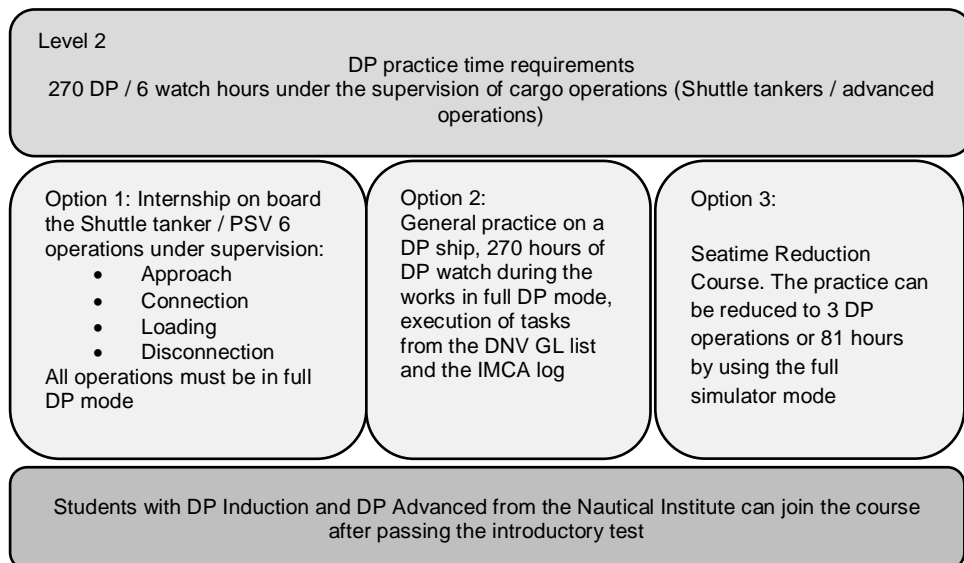 Level 2
DP practice time requirements
270 DP / 6 watch hours under the supervision of cargo operations (Shuttle tankers / advanced
operations)
Option 1: Internship on board
the Shuttle tanker / PSV 6
operations under supervision:
• Approach
• Connection
• Loading
• Disconnection
All operations must be in full
DP mode
Option 2:
General practice on a
DP ship, 270 hours of
DP watch during the
works in full DP mode,
execution of tasks
from the DNV GL list
and the IMCA log
Option 3:
Seatime Reduction
Course. The practice can
be reduced to 3 DP
operations or 81 hours
by using the full
simulator mode
Students with DP Induction and DP Advanced from the Nautical Institute can join the course
after passing the introductory test